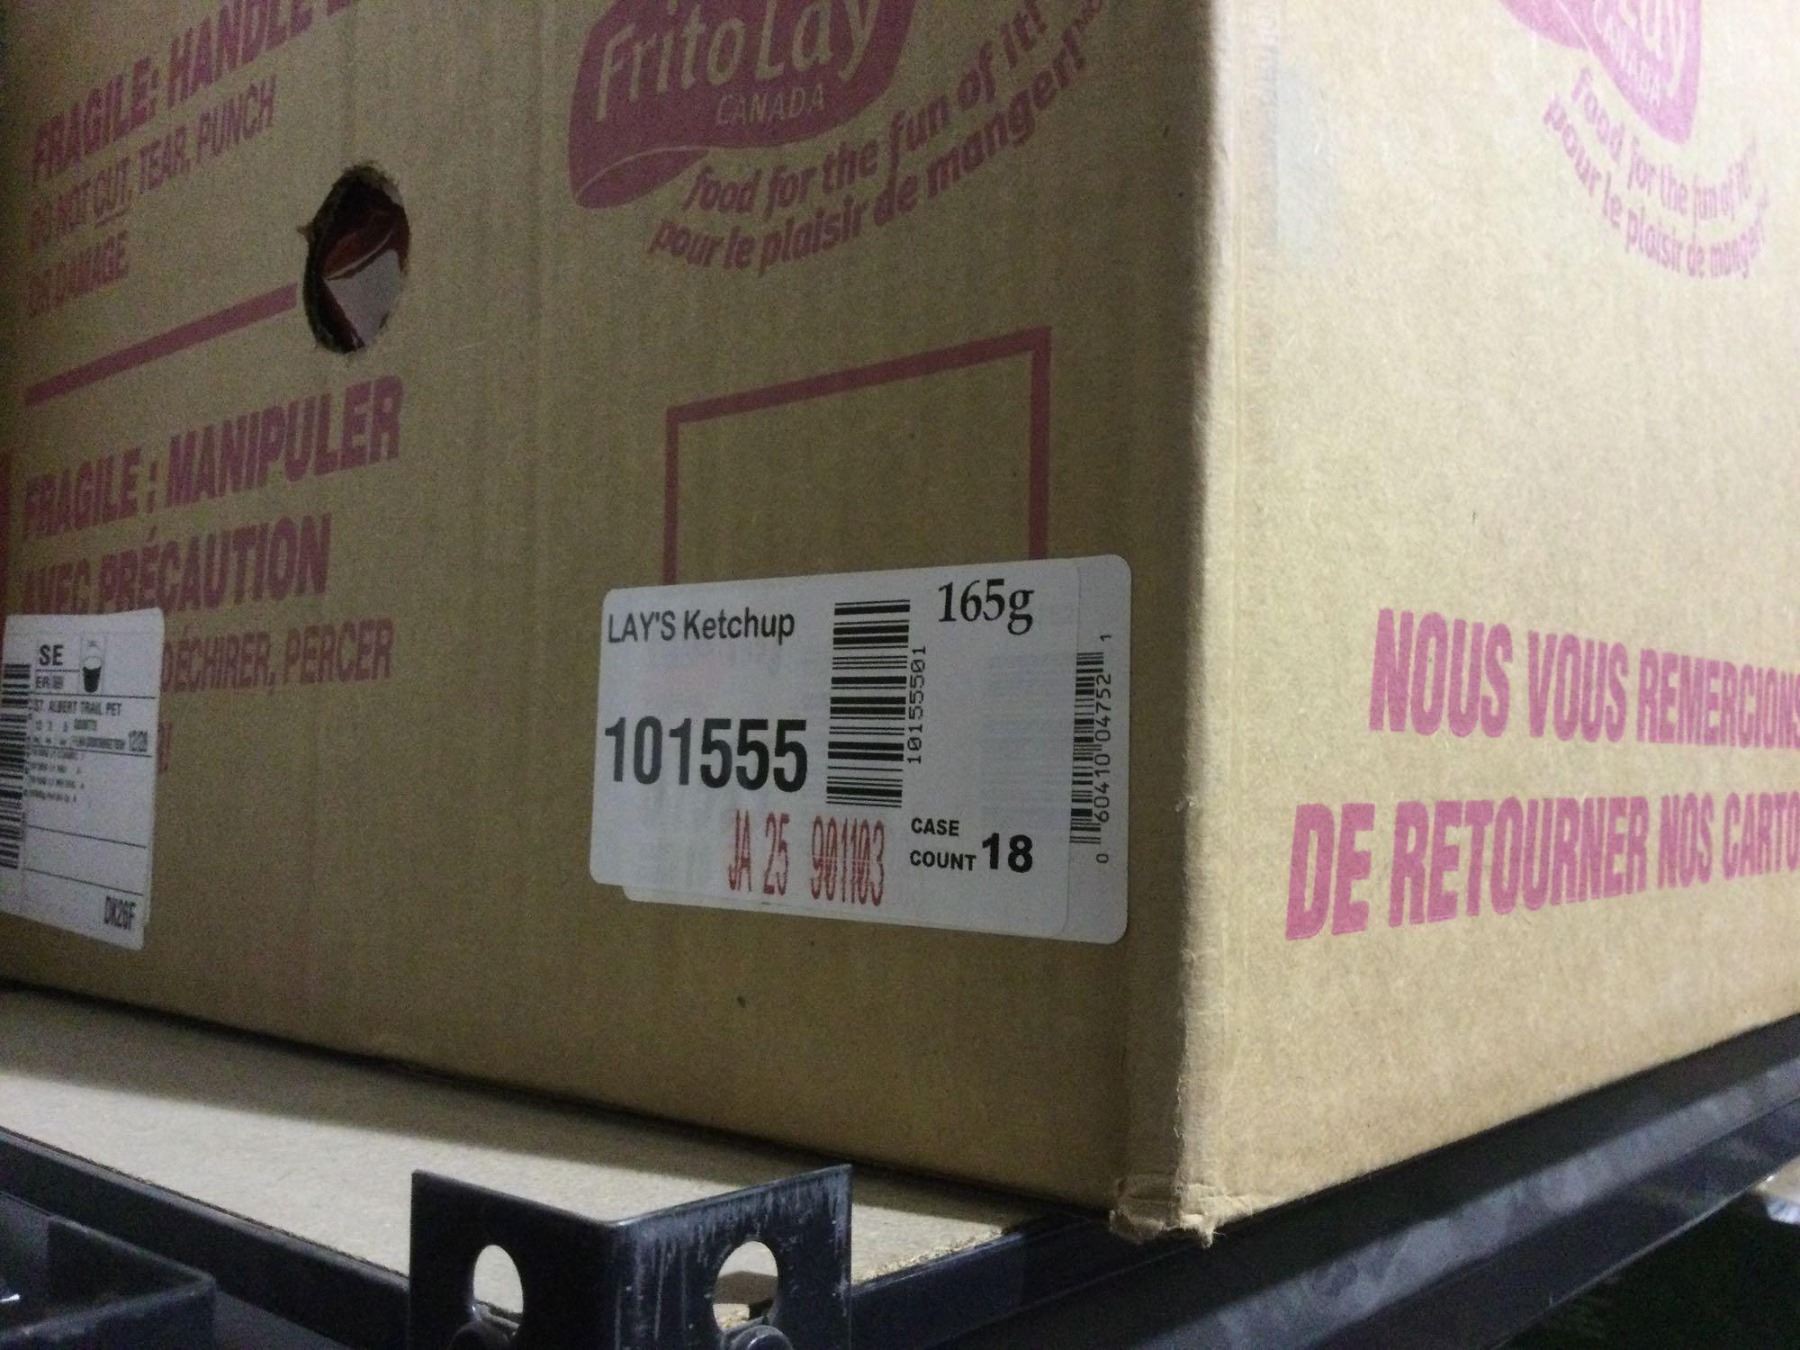 FRAGILE: HANDLE
DO NOT CUT, TEAR, PUNCH
OR DAMAGE
FritoLay
CANADA
food for the fun of it!
pour le plaisir de manger!
FRAGILE : MANIPULER
AVEC PRÉCAUTION
DÉCHIRER, PERCER
SE
ST. ALBERT TRAIL PET
DK26F
LAY'S Ketchup
165g
101555
10155501
JA 25 901103
CASE
COUNT 18
0 60410 04752 1
Lay
CANADA
food for the fun of it!
pour le plaisir de manger
NOUS VOUS REMERCIONS
DE RETOURNER NOS CARTO